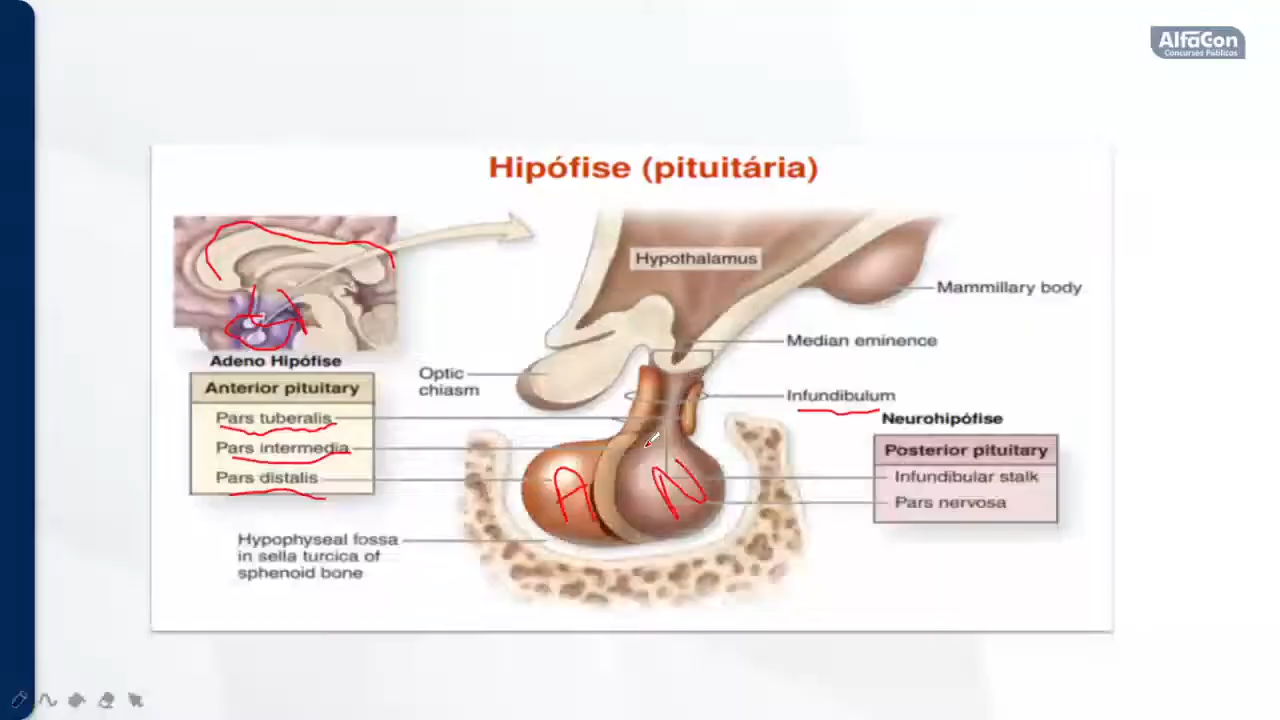 AlfaCon
Concursos Públicos
Hipófise (pituitária)
Hypothalamus
Mammillary body
Median eminence
Adeno Hipófise
Anterior pituitary
Pars tuberalis
Pars intermedia
Pars distalis
Optic
chiasm
Infundibulum
Neurohipófise
Posterior pituitary
Infundibular stalk
Pars nervosa
A
N
Hypophyseal fossa
in sella turcica of
sphenoid bone